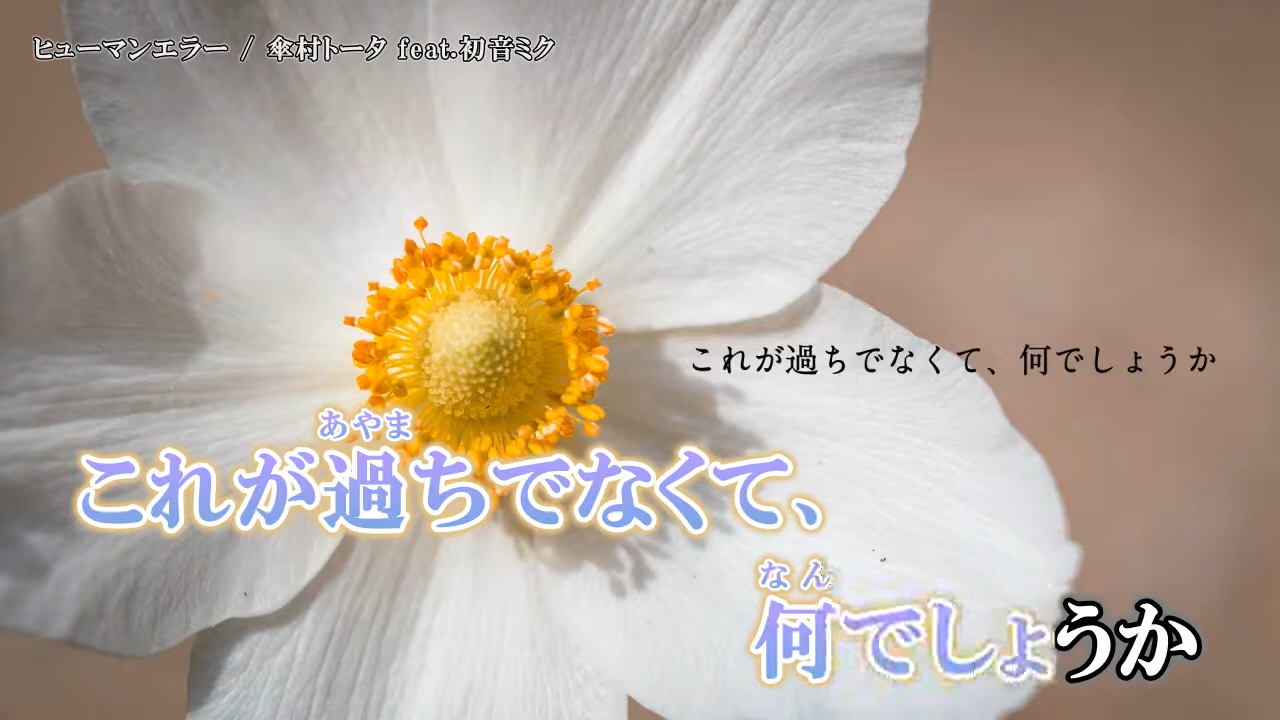 ヒューマンエラー / 傘村トータ feat.初音ミク
これが過ちでなくて、何でしょうか
あやま
これが過ちでなくて、
なん
何でしょうか